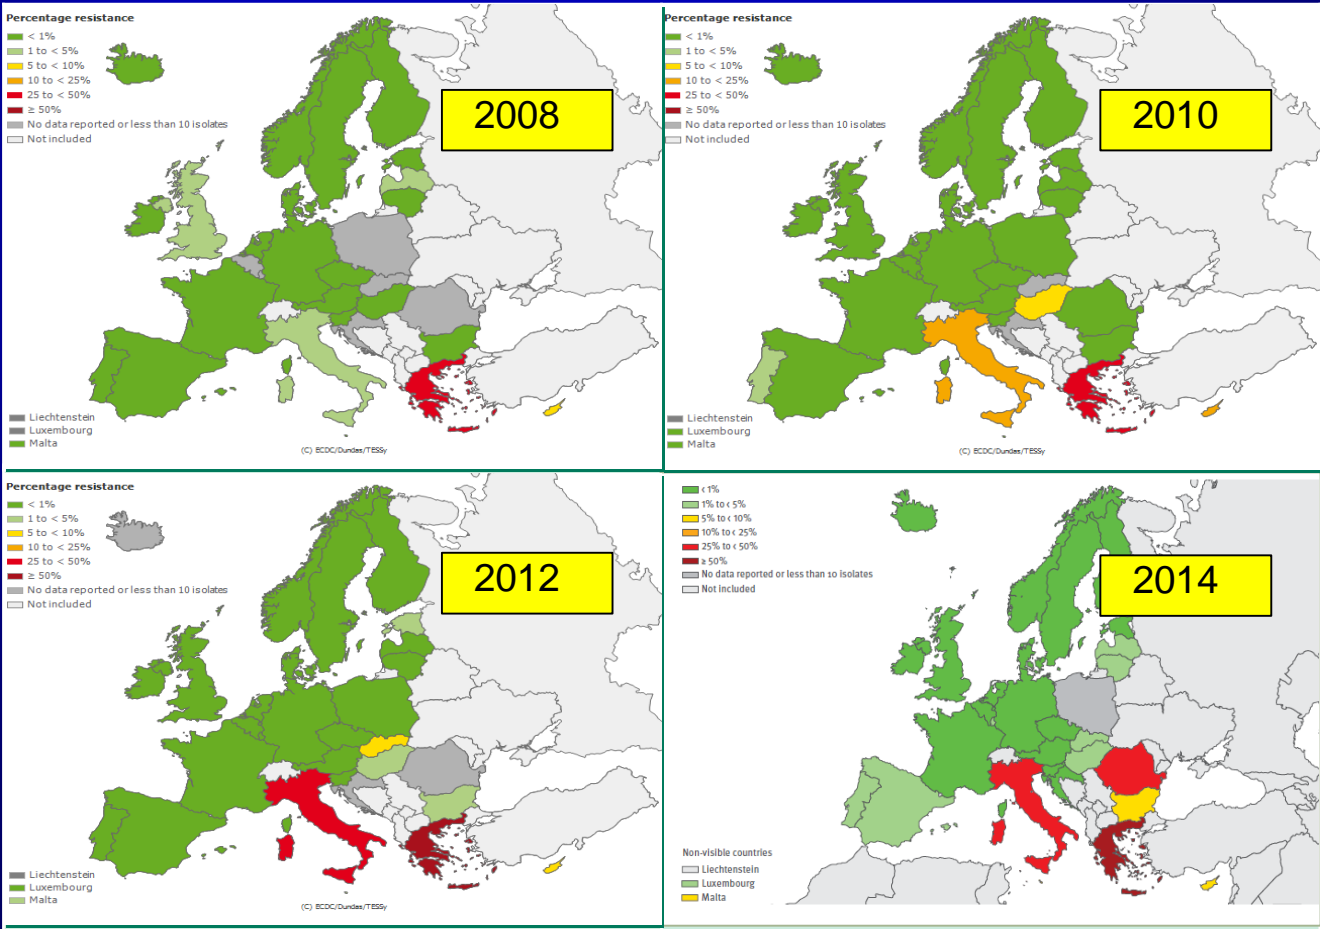 Percentage resistance
< 1%
1 to < 5%
5 to < 10%
10 to < 25%
25 to < 50%
≥ 50%
No data reported or less than 10 isolates
Not included
2008
Liechtenstein
Luxembourg
Malta
(C) ECDC/Dundas/TESSy
Percentage resistance
< 1%
1 to < 5%
5 to < 10%
10 to < 25%
25 to < 50%
≥ 50%
No data reported or less than 10 isolates
Not included
2010
Liechtenstein
Luxembourg
Malta
(C) ECDC/Dundas/TESSy
Percentage resistance
< 1%
1 to < 5%
5 to < 10%
10 to < 25%
25 to < 50%
≥ 50%
No data reported or less than 10 isolates
Not included
2012
Liechtenstein
Luxembourg
Malta
(C) ECDC/Dundas/TESSy
< 1%
1% to < 5%
5% to < 10%
10% to < 25%
25% to < 50%
≥ 50%
No data reported or less than 10 isolates
Not included
2014
Non-visible countries
Liechtenstein
Luxembourg
Malta